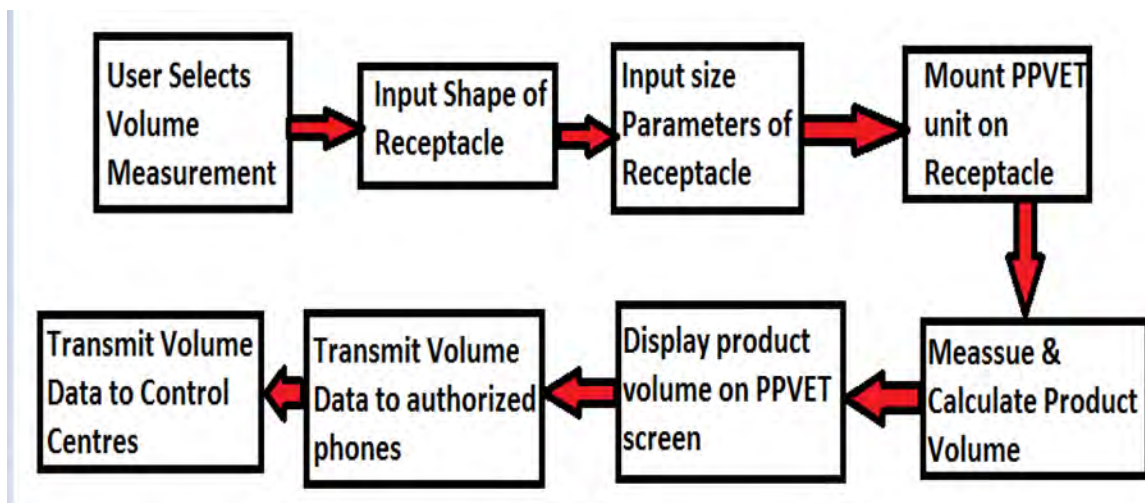 User Selects
Volume
Measurement
Input Shape of
Receptacle
Input size
Parameters of
Receptacle
Mount PPVET
unit on
Receptacle
Meassue &
Calculate Product
Volume
Display product
volume on PPVET
screen
Transmit Volume
Data to authorized
phones
Transmit Volume
Data to Control
Centres